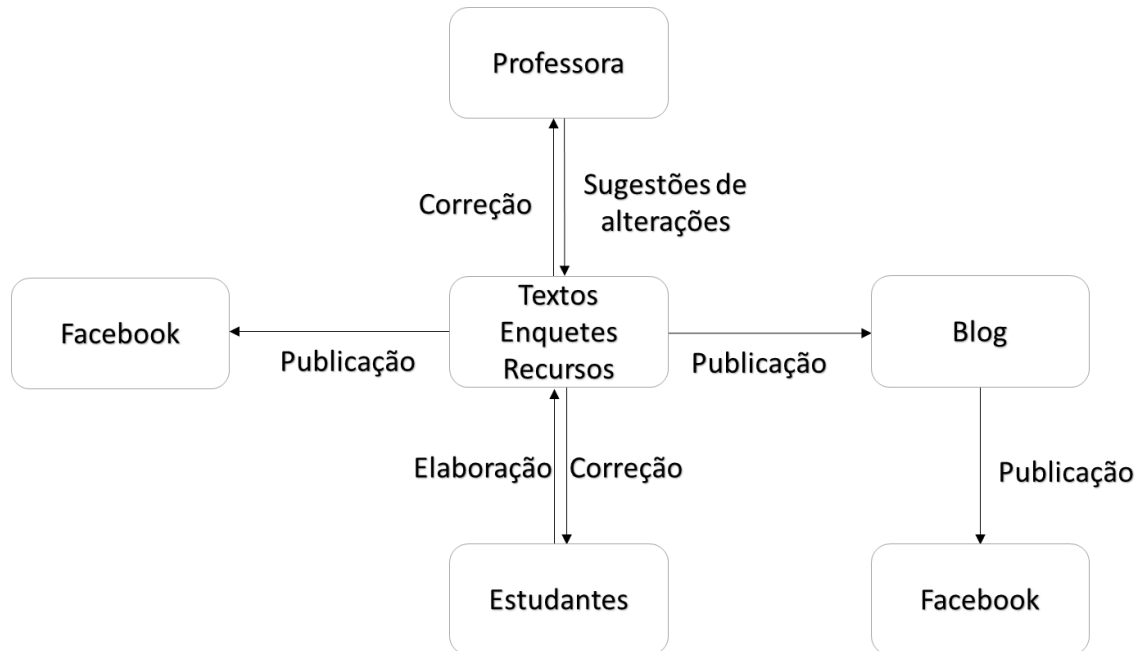 Professora
Correção
Sugestões de
alterações
Facebook
Publicação
Textos
Enquetes
Recursos
Publicação
Blog
Elaboração
Correção
Publicação
Estudantes
Facebook